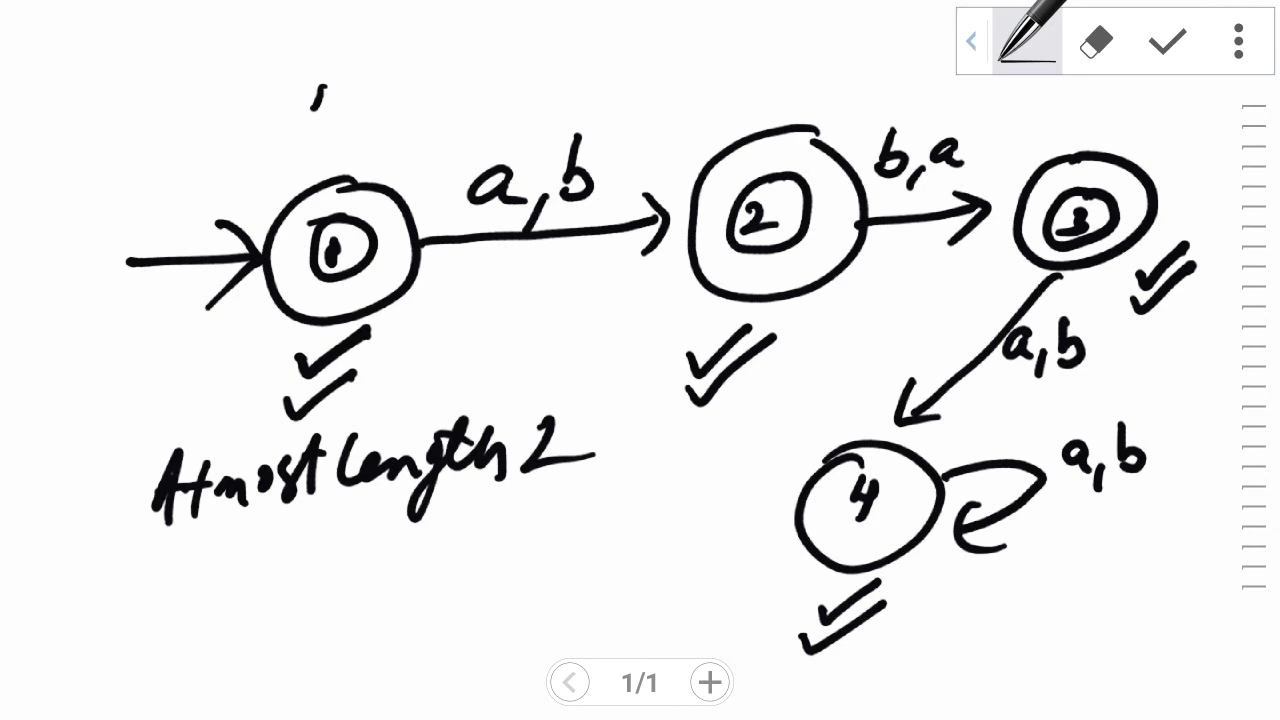 a, b
b, a
1
2
3
a, b
Atmost length 2
4
a, b
1/1